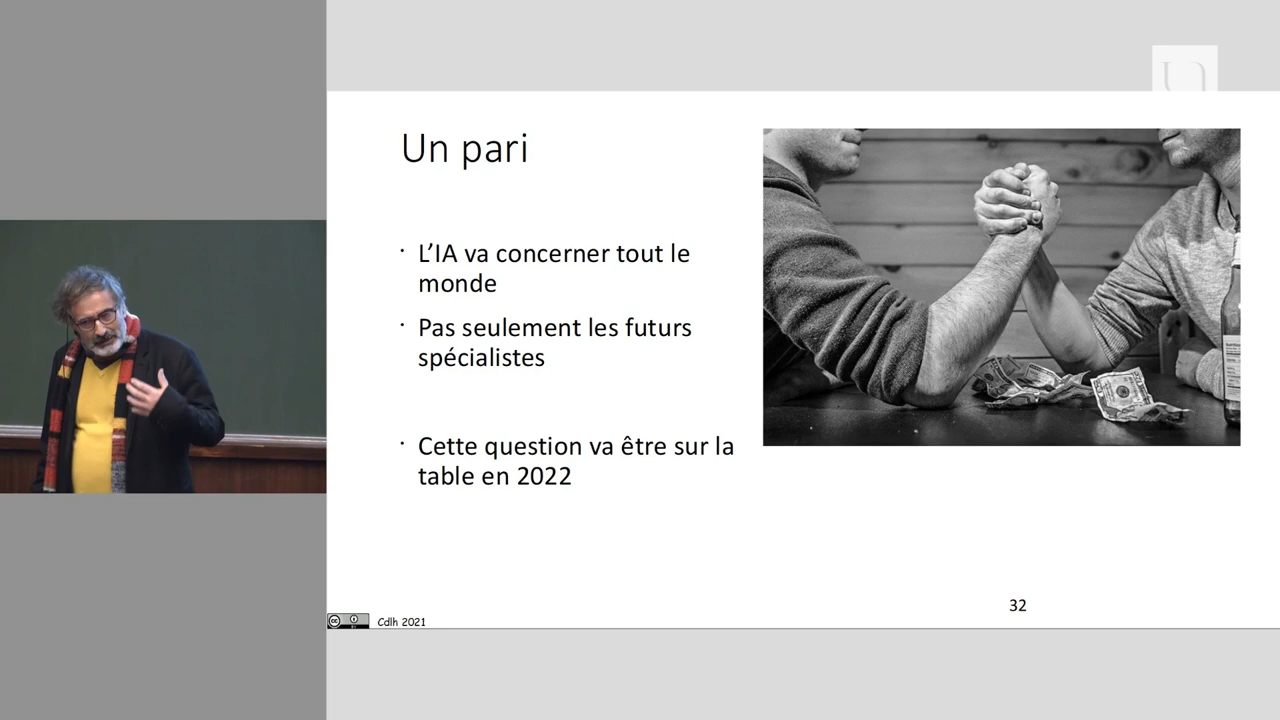 Un pari
· L'IA va concerner tout le
monde
· Pas seulement les futurs
spécialistes
· Cette question va être sur la
table en 2022
32
cc
Cdlh 2021